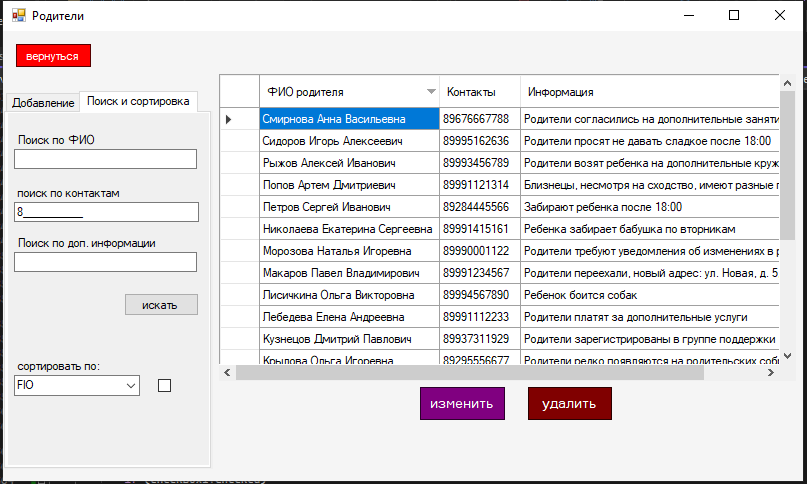 Родители
вернуться
Добавление Поиск и сортировка
Поиск по ФИО
поиск по контактам
8__________
Поиск по доп. информации
искать
сортировать по:
FIO
ФИО родителя Контакты Информация
Смирнова Анна Васильевна 89676667788 Родители согласились на дополнительные заняти
Сидоров Игорь Алексеевич 89995162636 Родители просят не давать сладкое после 18:00
Рыжов Алексей Иванович 89993456789 Родители возят ребенка на дополнительные круж
Попов Артем Дмитриевич 89991121314 Близнецы, несмотря на сходство, имеют разные
Петров Сергей Иванович 89284445566 Забирают ребенка после 18:00
Николаева Екатерина Сергеевна 89991415161 Ребенка забирает бабушка по вторникам
Морозова Наталья Игоревна 89990001122 Родители требуют уведомления об изменениях в
Макаров Павел Владимирович 89991234567 Родители переехали, новый адрес: ул. Новая, д. 5
Лисичкина Ольга Викторовна 89994567890 Ребенок боится собак
Лебедева Елена Андреевна 89991112233 Родители платят за дополнительные услуги
Кузнецов Дмитрий Павлович 89937311929 Родители зарегистрированы в группе поддержки
Крылова Ольга Игоревна 89295556677 Родители редко появляются на родительских соб
изменить удалить